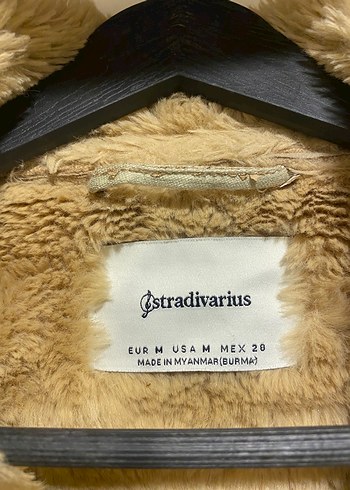 stradivarius
EUR M USA M MEX 28
MADE IN MYANMAR(BURMA)